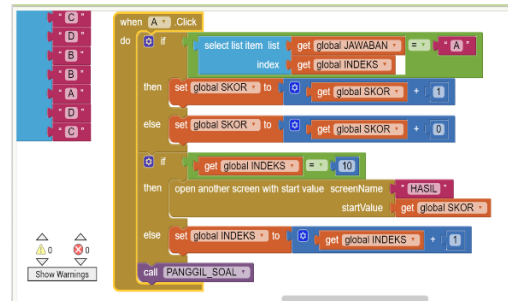 " C "
" D "
" B "
" B "
" A "
" D "
" C "
when A .Click
do if select list item list get global JAWABAN = " A "
index get global INDEKS
then set global SKOR to get global SKOR + 1
else set global SKOR to get global SKOR + 0
if get global INDEKS = 10
then open another screen with start value screenName " HASIL "
startValue get global SKOR
else set global INDEKS to get global INDEKS + 1
call PANGGIL_SOAL
0 0
Show Warnings